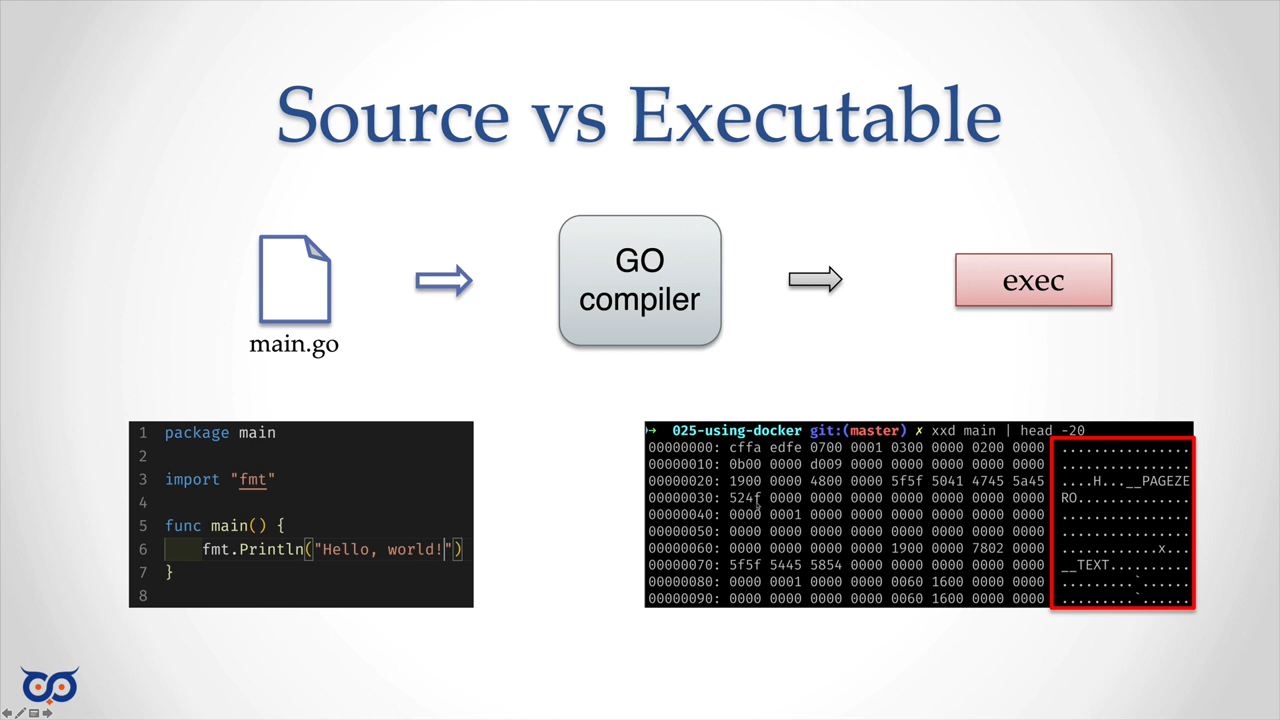 Source vs Executable
GO
compiler
exec
main.go
1 package main
2
3 import "fmt"
4
5 func main() {
6 fmt.Println("Hello, world!")
7 }
8
→ 025-using-docker git:(master) ✗ xxd main | head -20
00000000: cffa edfe 0700 0001 0300 0000 0200 0000 ................
00000010: 0b00 0000 d009 0000 0000 0000 0000 0000 ................
00000020: 1900 0000 4800 0000 5f5f 5041 4745 5a45 ....H...__PAGEZE
00000030: 524f 0000 0000 0000 0000 0000 0000 0000 RO..............
00000040: 0000 0001 0000 0000 0000 0000 0000 0000 ................
00000050: 0000 0000 0000 0000 0000 0000 0000 0000 ................
00000060: 0000 0000 0000 0000 1900 0000 7802 0000 ............x...
00000070: 5f5f 5445 5854 0000 0000 0000 0000 0000 __TEXT..........
00000080: 0000 0001 0000 0000 0060 1600 0000 0000 .........`......
00000090: 0000 0000 0000 0000 0060 1600 0000 0000 .........`......